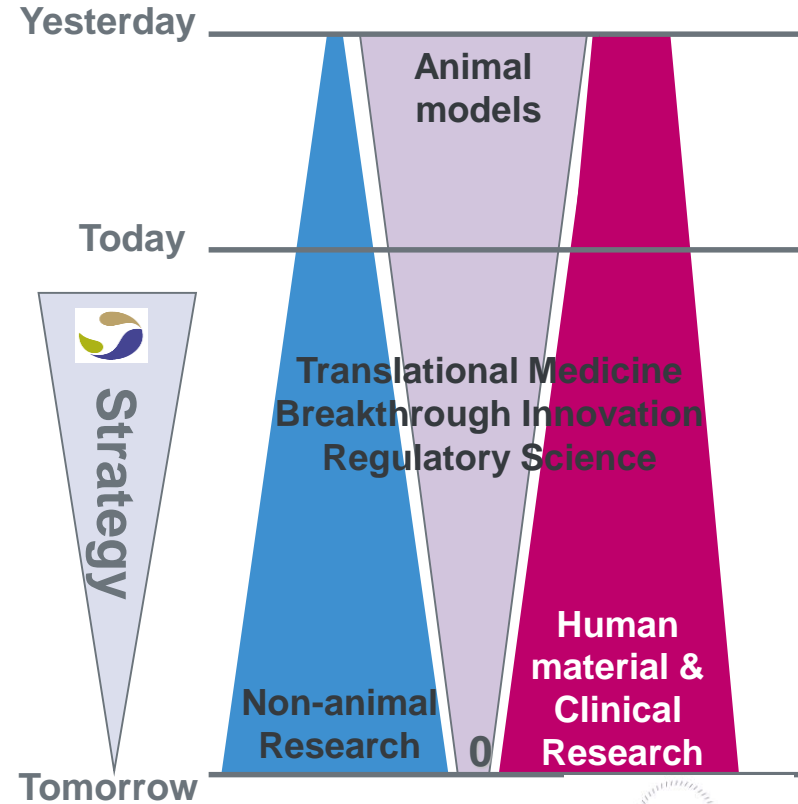 Yesterday
Animal
models
Today
Translational Medicine
Breakthrough Innovation
Regulatory Science
Strategy
Human
material &
Clinical
Research
Non-animal
Research
0
Tomorrow